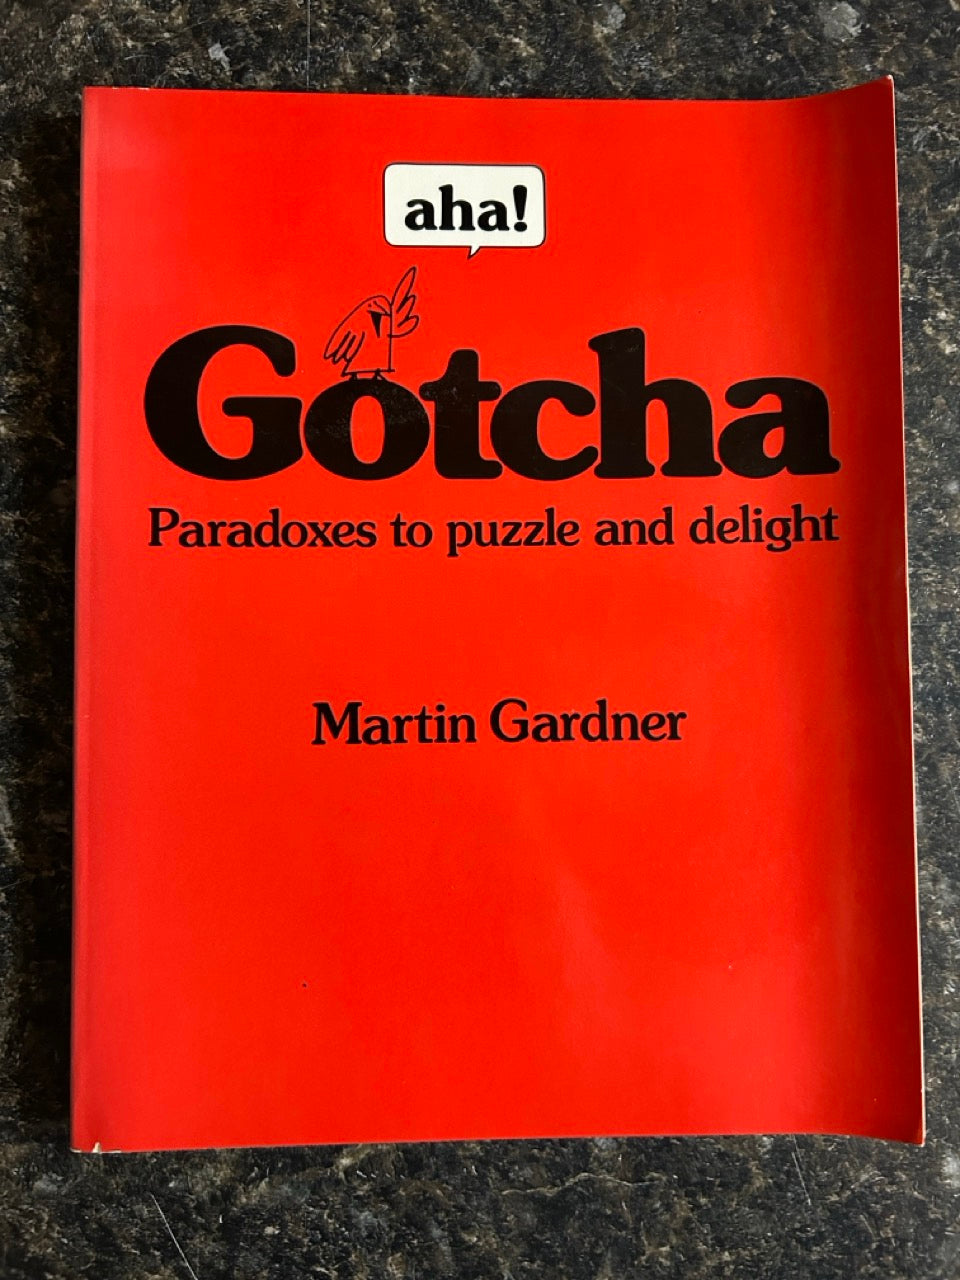 aha!
Gotcha
Paradoxes to puzzle and delight
Martin Gardner